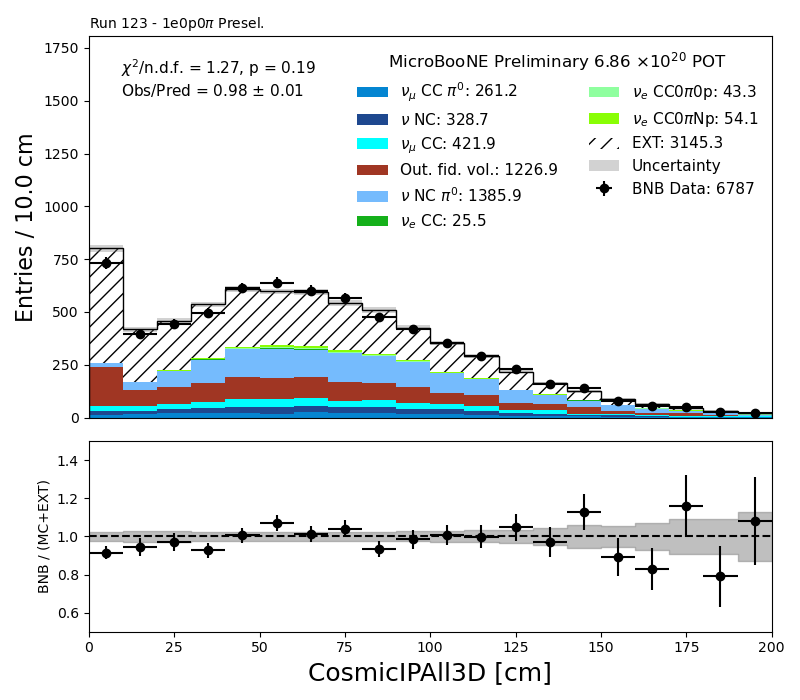 Run 123 - 1e0p0π Presel.
χ²/n.d.f. = 1.27, p = 0.19
Obs/Pred = 0.98 ± 0.01
MicroBooNE Preliminary 6.86 ×10²⁰ POT
ν_μ CC π⁰: 261.2
ν NC: 328.7
ν_μ CC: 421.9
Out. fid. vol.: 1226.9
ν NC π⁰: 1385.9
ν_e CC: 25.5
ν_e CC0π0p: 43.3
ν_e CC0πNp: 54.1
EXT: 3145.3
Uncertainty
BNB Data: 6787
Entries / 10.0 cm
1750
1500
1250
1000
750
500
250
0
BNB / (MC+EXT)
1.4
1.2
1.0
0.8
0.6
0 25 50 75 100 125 150 175 200
CosmicIPAll3D [cm]